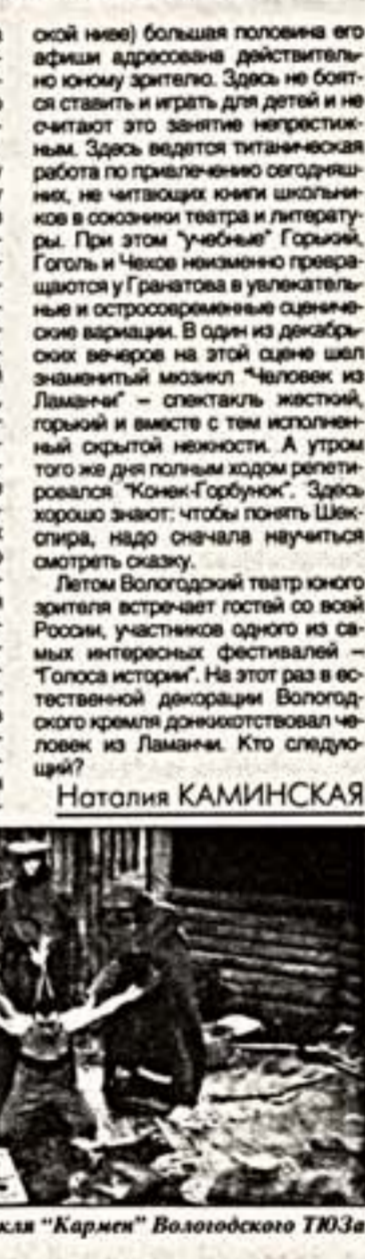 ской ниве) большая половина его
афиши адресована действитель-
но юному зрителю. Здесь не боят-
ся ставить и играть для детей и не
считают это занятие непрестиж-
ным. Здесь ведется титаническая
работа по привлечению сегодняш-
них, не читающих книги школьни-
ков в союзники театра и литерату-
ры. При этом "учебные" Горький,
Гоголь и Чехов неизменно превра-
щаются у Гранатова в увлекатель-
ные и остросовременные сцениче-
ские вариации. В один из декабрь-
ских вечеров на этой сцене шел
знаменитый мюзикл "Человек из
Ламанчи" – спектакль жесткий,
горький и вместе с тем исполнен-
ный скрытой нежности. А утром
того же дня полным ходом репети-
ровался "Конек-Горбунок". Здесь
хорошо знают: чтобы понять Шек-
спира, надо сначала научиться
смотреть сказку.
Летом Вологодский театр юного
зрителя встречает гостей со всей
России, участников одного из са-
мых интересных фестивалей –
"Голоса истории". На этот раз в ес-
тественной декорации Вологод-
ского кремля донкихотствовал че-
ловек из Ламанчи. Кто следую-
щий?
Наталия КАМИНСКАЯ
кля "Кармен" Вологодского ТЮЗа